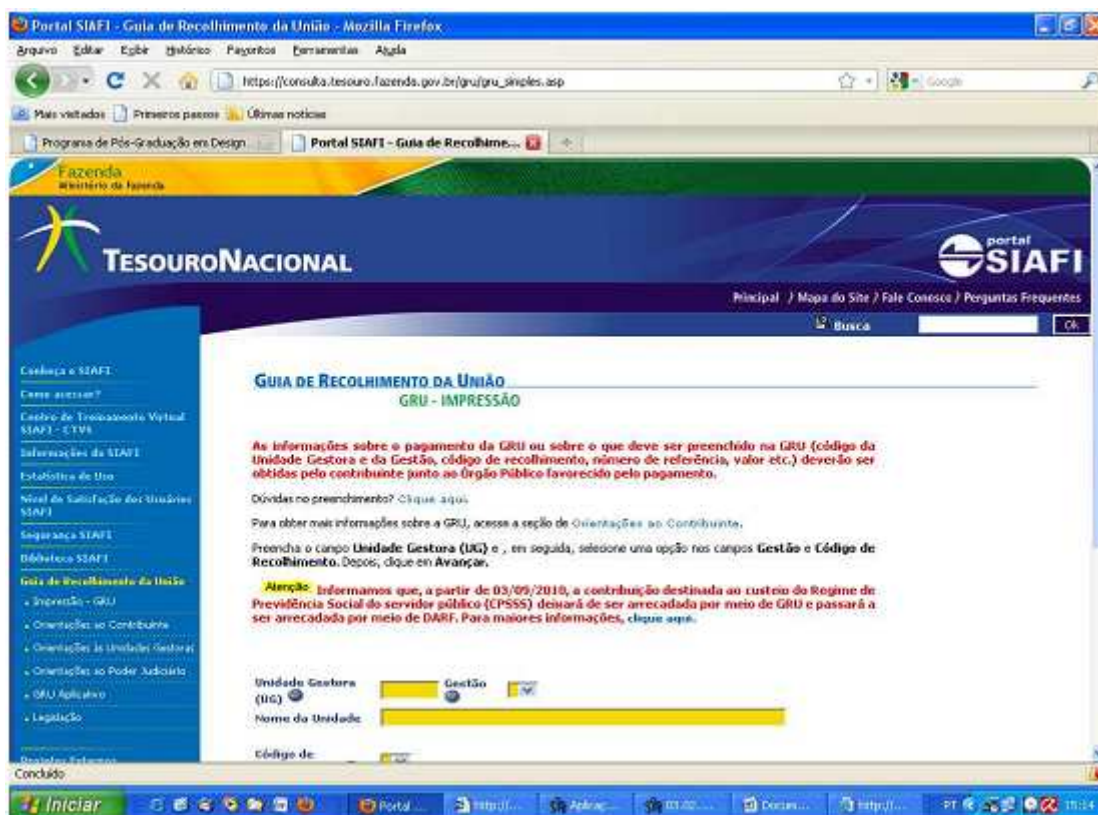 Portal SIAFI - Guia de Recolhimento da União - Mozilla Firefox
Arquivo Editar Exibir Histórico Favoritos Ferramentas Ajuda
https://consulta.tesouro.fazenda.gov.br/gru/gru_simples.asp
Google
Mais visitados Primeiros passos Últimas notícias
Programa de Pós-Graduação em Design...
Portal SIAFI - Guia de Recolhime...
Fazenda
Ministério da Fazenda
TESOURONACIONAL
portal
SIAFI
Principal / Mapa do Site / Fale Conosco / Perguntas Frequentes
Busca
Ok
Conheça o SIAFI
Como acessar?
Centro de Treinamento Virtual
SIAFI - CTVS
Informações do SIAFI
Estatística de Uso
Nível de Satisfação dos Usuários
SIAFI
Segurança SIAFI
Biblioteca SIAFI
Guia de Recolhimento da União
Impressão - GRU
Orientações ao Contribuinte
Orientações às Unidades Gestoras
Orientações ao Poder Judiciário
GRU Aplicativo
Legislação
GUIA DE RECOLHIMENTO DA UNIÃO
GRU - IMPRESSÃO
As informações sobre o pagamento da GRU ou sobre o que deve ser preenchido na GRU (código da
Unidade Gestora e da Gestão, código de recolhimento, número de referência, valor etc.) deverão ser
obtidas pelo contribuinte junto ao Órgão Público favorecido pelo pagamento.
Dúvidas no preenchimento? Clique aqui.
Para obter mais informações sobre a GRU, acesse a seção de Orientações ao Contribuinte.
Preencha o campo Unidade Gestora (UG) e , em seguida, selecione uma opção nos campos Gestão e Código de
Recolhimento. Depois, clique em Avançar.
Atenção Informamos que, a partir de 03/09/2010, a contribuição destinada ao custeio do Regime de
Previdência Social do servidor público (CPSSS) deixará de ser arrecadada por meio de GRU e passará a
ser arrecadada por meio de DARF. Para maiores informações, clique aqui.
Unidade Gestora
(UG)
Gestão
Nome da Unidade
Código de
Concluído
Iniciar
Portal ...
http://...
Aplicaç...
03.02....
Docum...
http://...
PT
15:14